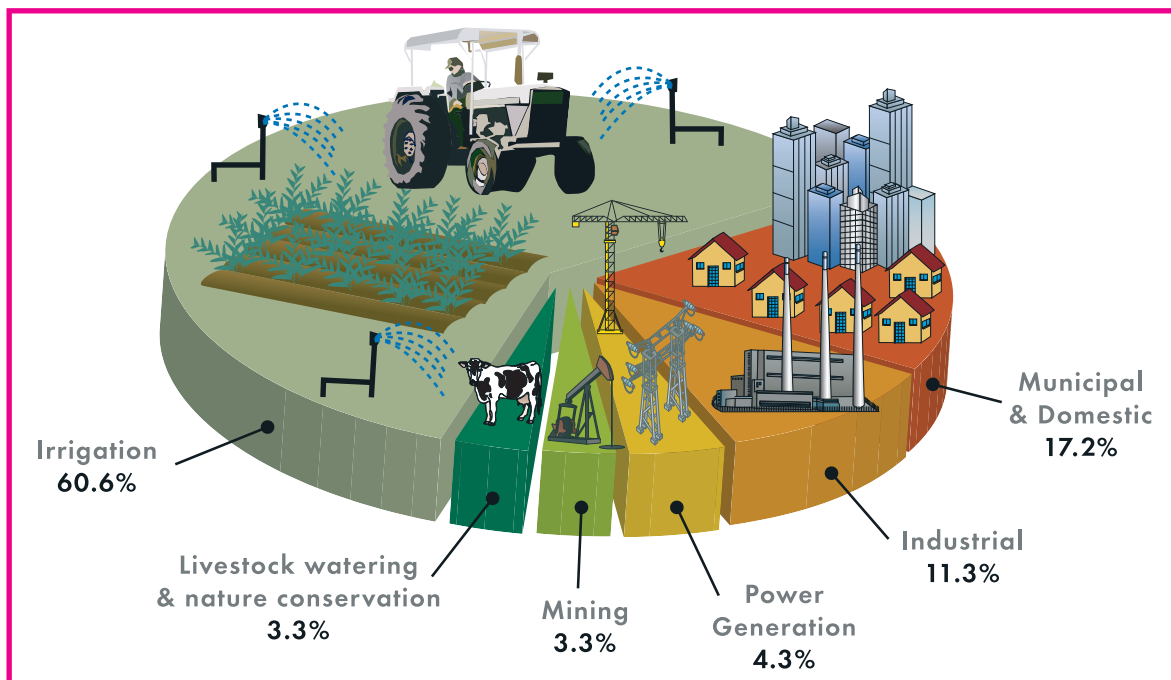 Irrigation
60.6%
Livestock watering
& nature conservation
3.3%
Mining
3.3%
Power
Generation
4.3%
Industrial
11.3%
Municipal
& Domestic
17.2%